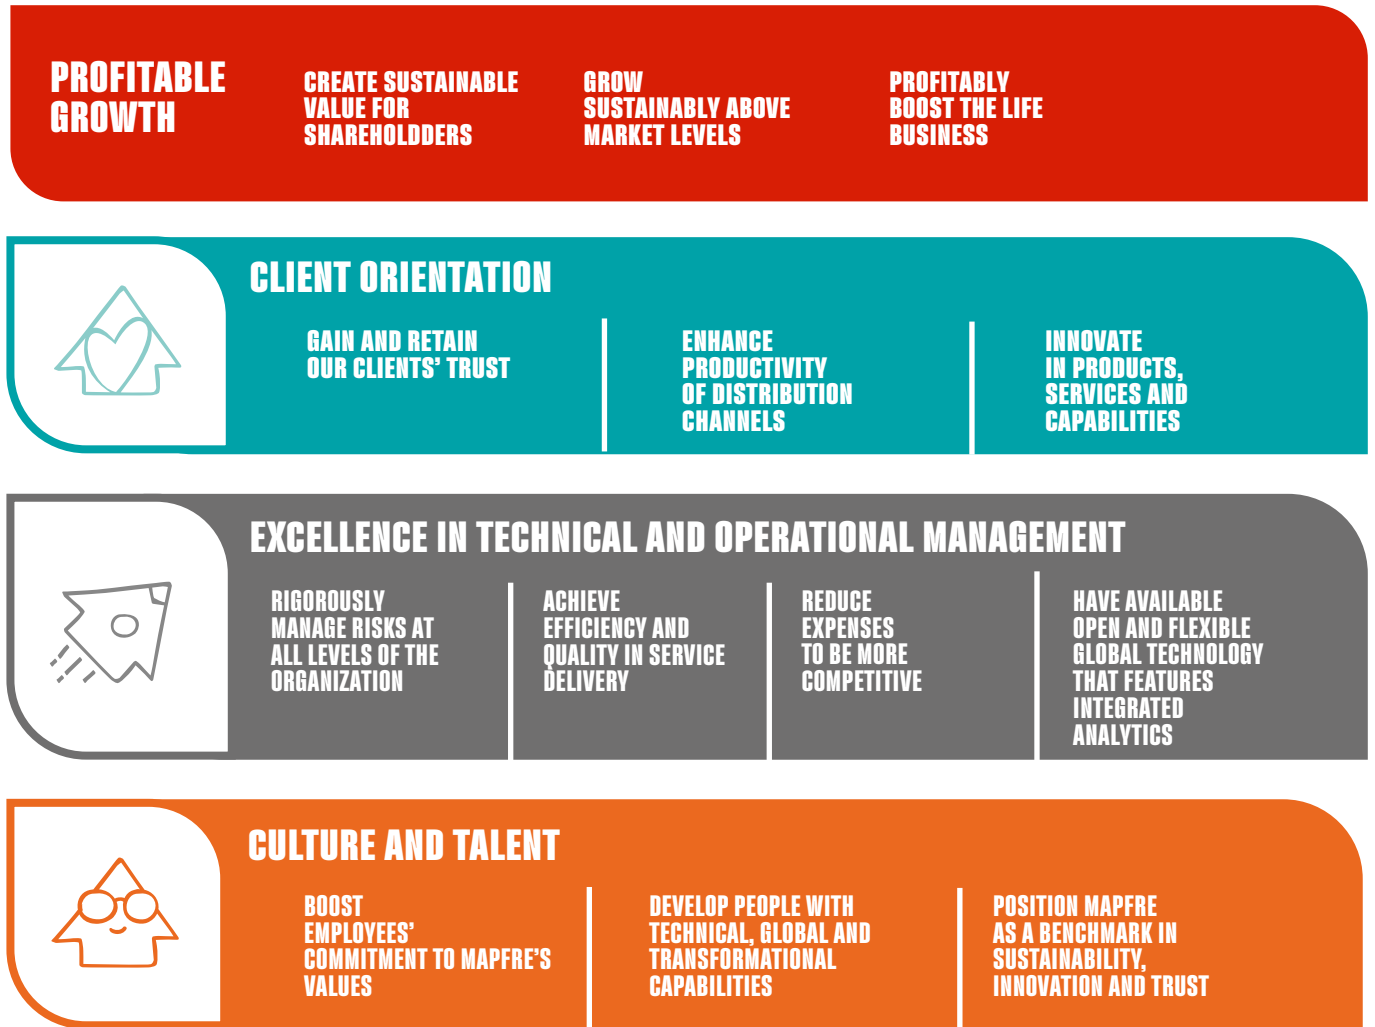 PROFITABLE
GROWTH
CREATE SUSTAINABLE
VALUE FOR
SHAREHOLDDERS
GROW
SUSTAINABLY ABOVE
MARKET LEVELS
PROFITABLY
BOOST THE LIFE
BUSINESS
CLIENT ORIENTATION
GAIN AND RETAIN
OUR CLIENTS' TRUST
ENHANCE
PRODUCTIVITY
OF DISTRIBUTION
CHANNELS
INNOVATE
IN PRODUCTS,
SERVICES AND
CAPABILITIES
EXCELLENCE IN TECHNICAL AND OPERATIONAL MANAGEMENT
RIGOROUSLY
MANAGE RISKS AT
ALL LEVELS OF THE
ORGANIZATION
ACHIEVE
EFFICIENCY AND
QUALITY IN SERVICE
DELIVERY
REDUCE
EXPENSES
TO BE MORE
COMPETITIVE
HAVE AVAILABLE
OPEN AND FLEXIBLE
GLOBAL TECHNOLOGY
THAT FEATURES
INTEGRATED
ANALYTICS
CULTURE AND TALENT
BOOST
EMPLOYEES'
COMMITMENT TO MAPFRE'S
VALUES
DEVELOP PEOPLE WITH
TECHNICAL, GLOBAL AND
TRANSFORMATIONAL
CAPABILITIES
POSITION MAPFRE
AS A BENCHMARK IN
SUSTAINABILITY,
INNOVATION AND TRUST